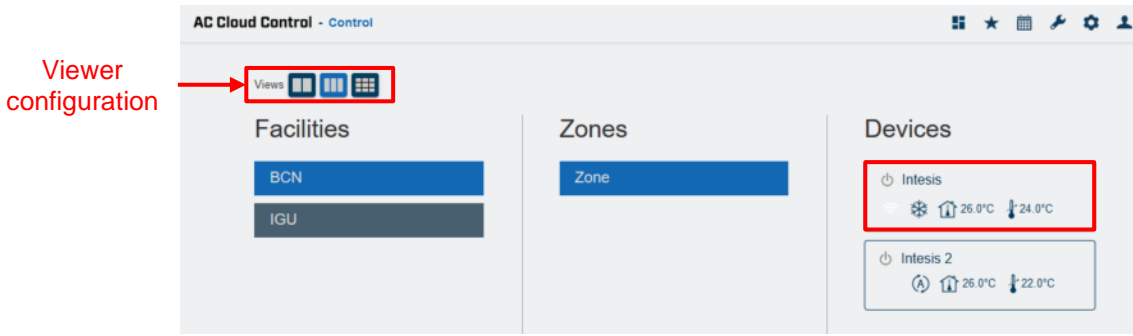 AC Cloud Control - Control
Viewer
configuration
Views
Facilities
Zones
Devices
BCN
IGU
Zone
Intesis
26.0°C 24.0°C
Intesis 2
A 26.0°C 22.0°C